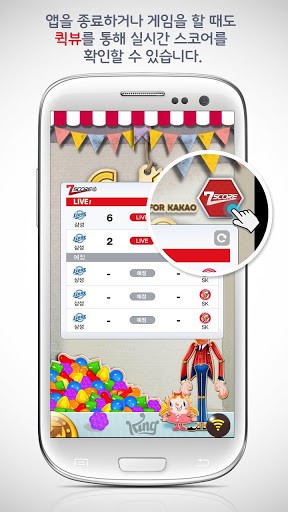 앱을 종료하거나 게임을 할 때도
퀵뷰를 통해 실시간 스코어를
확인할 수 있습니다.
7SCORE
LIVE!
삼성 6
LIVE
삼성 2 LIVE
예정
삼성 - 예정 -
삼성 - 예정 - SK
삼성 - 예정 - SK
FOR KAKAO
7SCORE
King